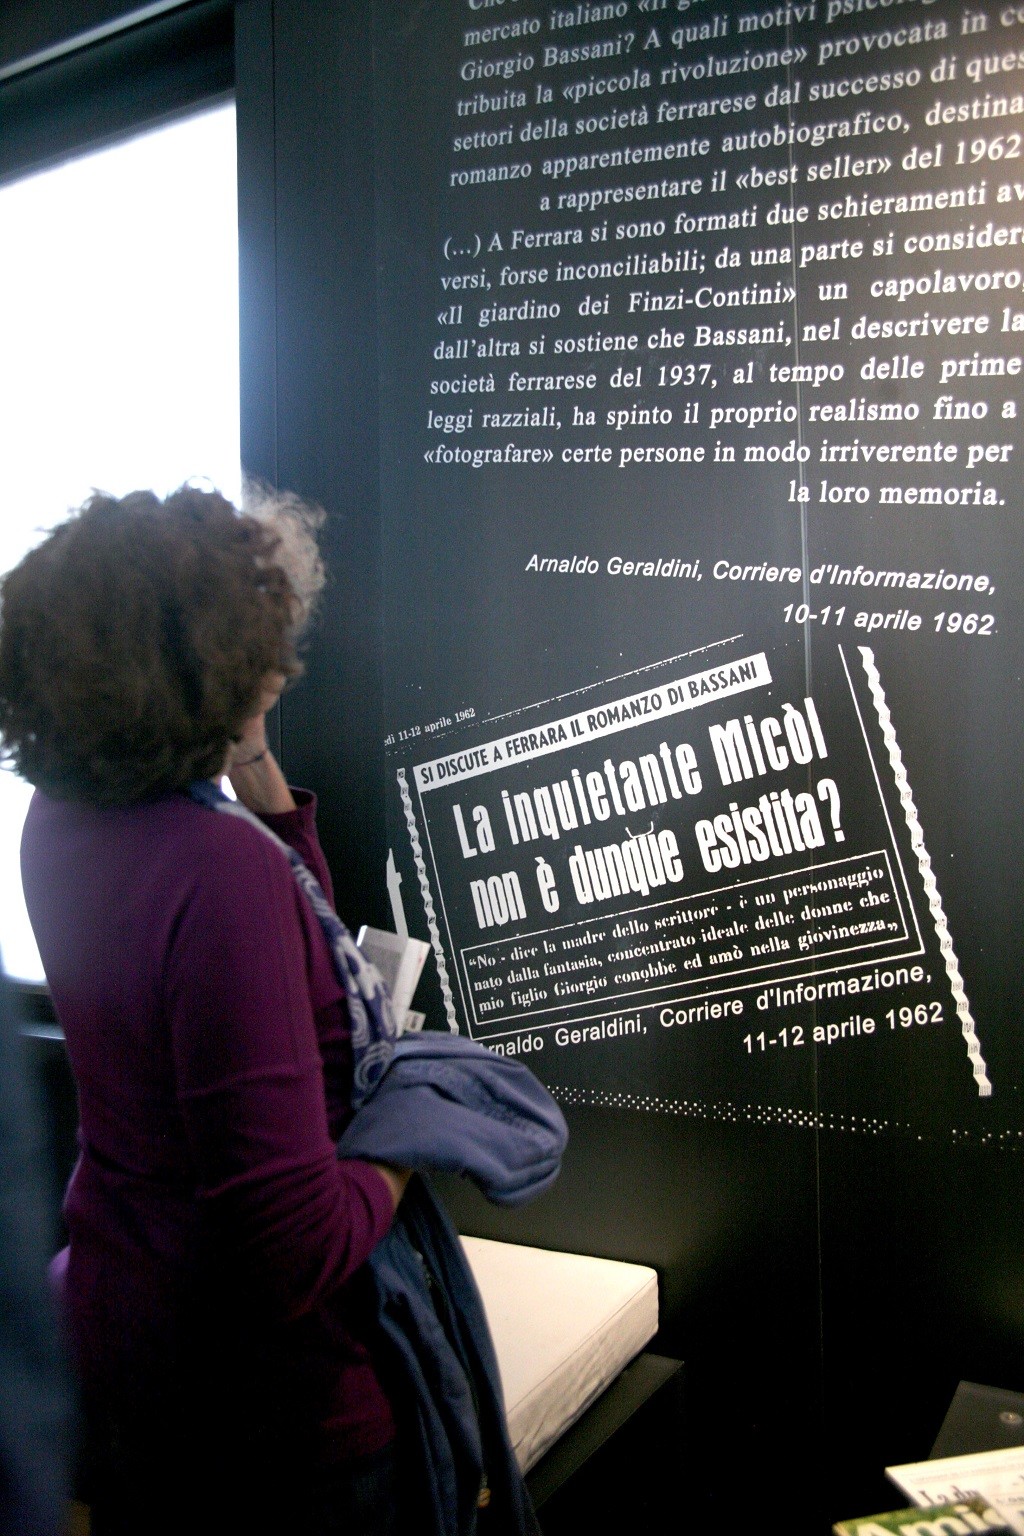 mercato italiano «Il
Giorgio Bassani? A quali motivi
tribuita la «piccola rivoluzione» provocata in
settori della società ferrarese dal successo di
romanzo apparentemente autobiografico, destina
a rappresentare il «best seller» del 1962
(...) A Ferrara si sono formati due schieramenti av
versi, forse inconciliabili; da una parte si consider
«Il giardino dei Finzi-Contini» un capolavoro,
dall'altra si sostiene che Bassani, nel descrivere la
società ferrarese del 1937, al tempo delle prime
leggi razziali, ha spinto il proprio realismo fino a
«fotografare» certe persone in modo irriverente per
la loro memoria.
Arnaldo Geraldini, Corriere d'Informazione,
10-11 aprile 1962
11-12 aprile 1962
SI DISCUTE A FERRARA IL ROMANZO DI BASSANI
La inquietante Micòl
non è dunque esistita?
«No - dice la madre dello scrittore - è un personaggio
nato dalla fantasia, concentrato ideale delle donne che
mio figlio Giorgio conobbe ed amò nella giovinezza»
rnaldo Geraldini, Corriere d'Informazione,
11-12 aprile 1962